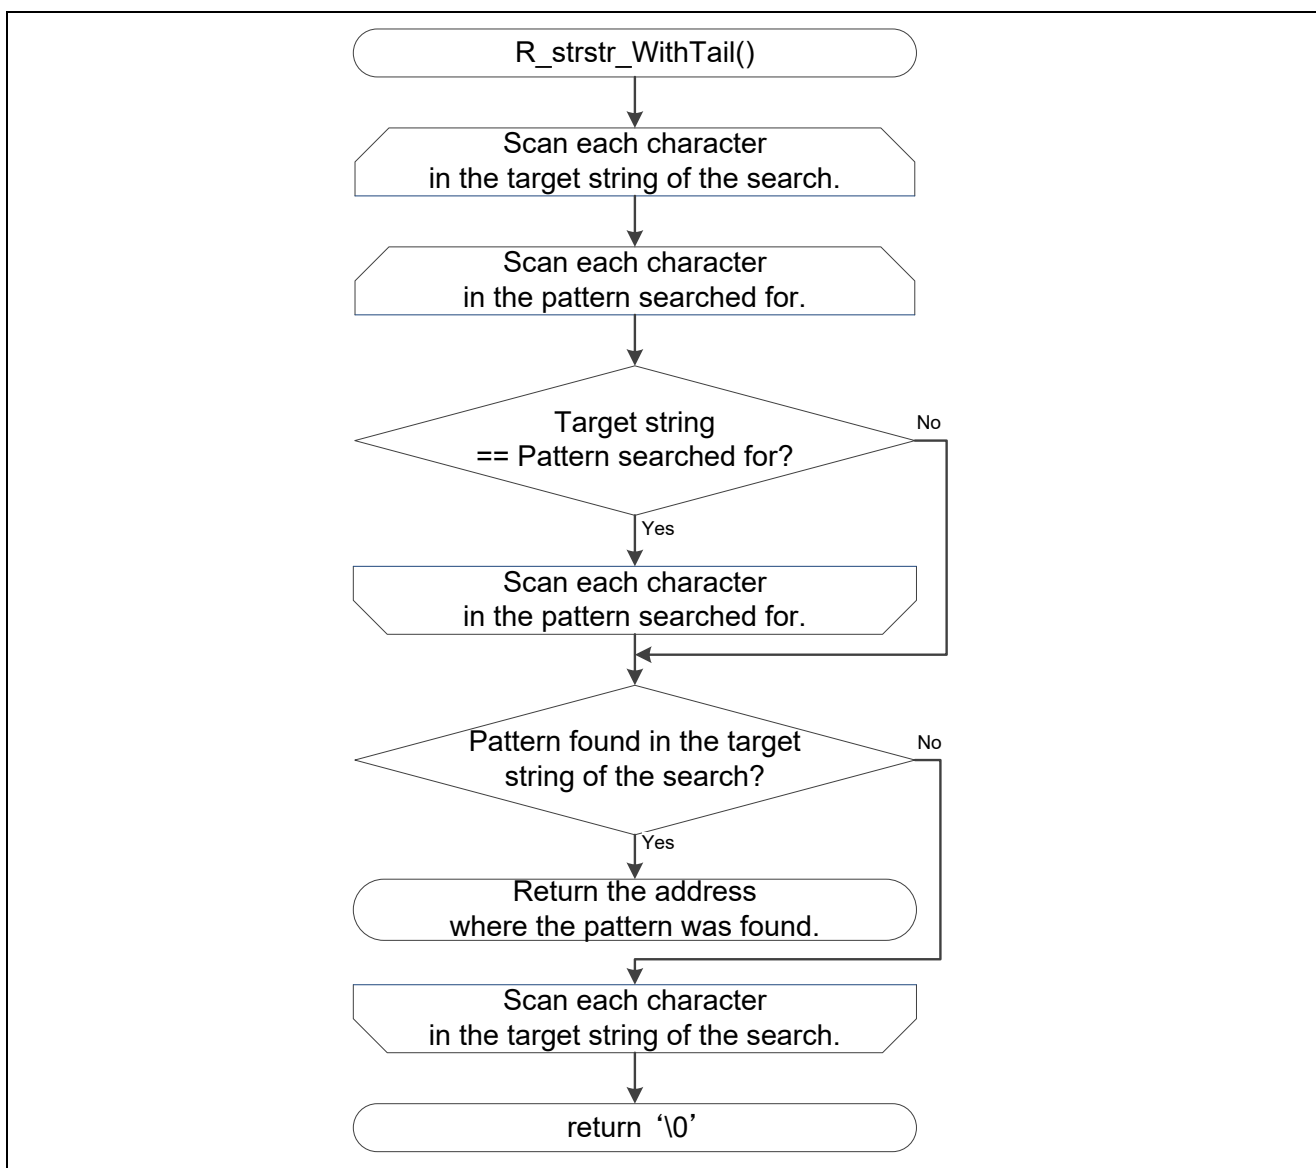 R_strstr_WithTail()
Scan each character
in the target string of the search.
Scan each character
in the pattern searched for.
Target string
== Pattern searched for?
No
Yes
Scan each character
in the pattern searched for.
Pattern found in the target
string of the search?
No
Yes
Return the address
where the pattern was found.
Scan each character
in the target string of the search.
return ‘\0’